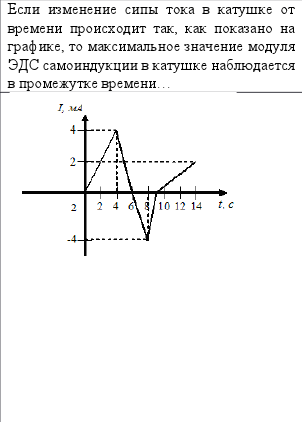 Если изменение сипы тока в катушке от
времени происходит так, как показано на
графике, то максимальное значение модуля
ЭДС самоиндукции в катушке наблюдается
в промежутке времени…
I, мА
4
2
2 2 4 6 8 10 12 14
t, c
-4